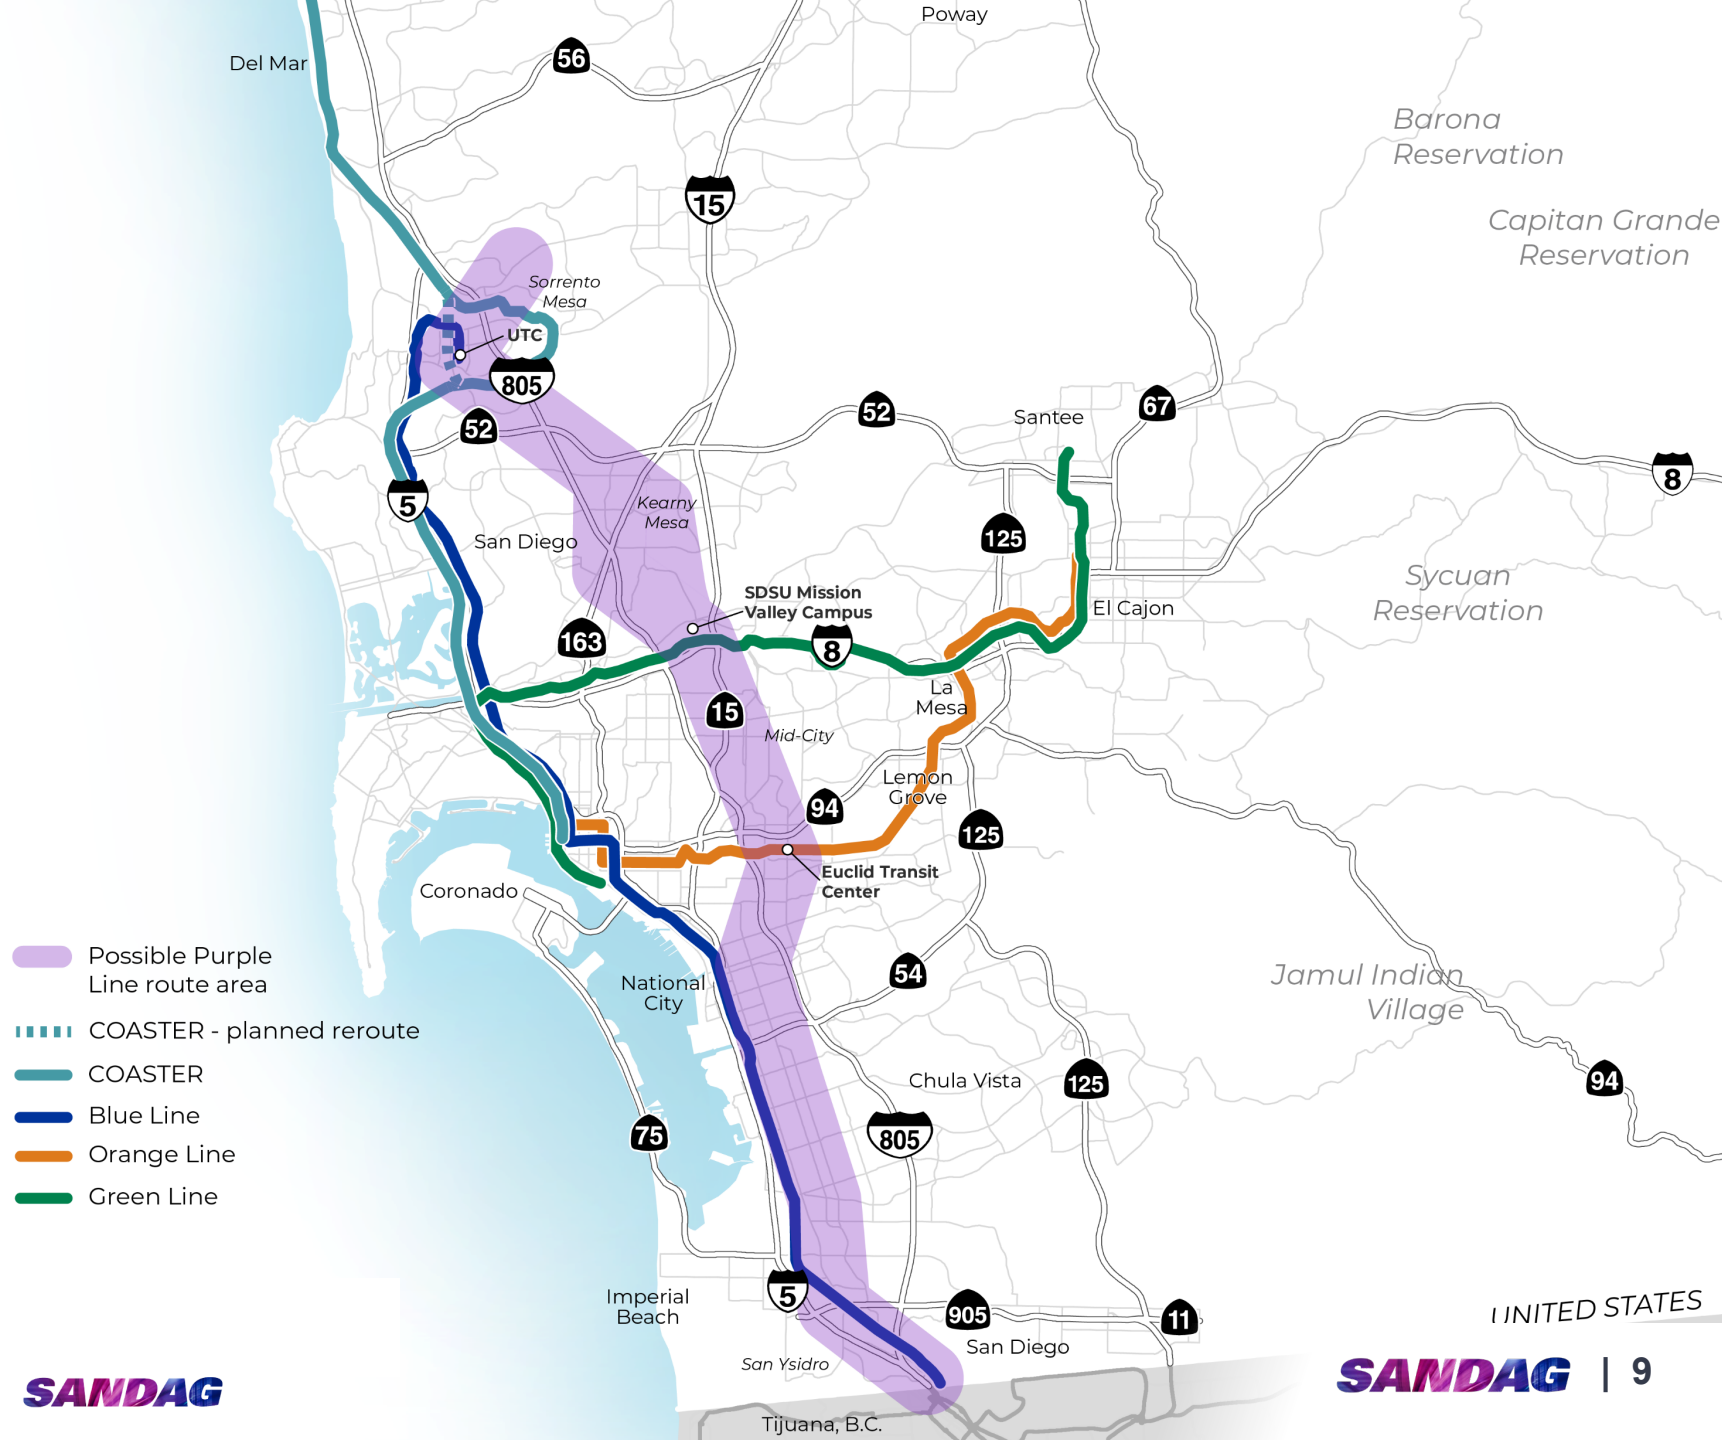 Poway
Del Mar
56
Barona
Reservation
15
Capitan Grande
Reservation
Sorrento
Mesa
UTC
805
52
52
67
Santee
8
5
Kearny
Mesa
San Diego
125
SDSU Mission
Valley Campus
Sycuan
Reservation
El Cajon
163
8
La
Mesa
15
Mid-City
Lemon
Grove
94
125
Euclid Transit
Center
Coronado
54
National
City
Jamul Indian
Village
Possible Purple
Line route area
COASTER - planned reroute
COASTER
Blue Line
Orange Line
Green Line
Chula Vista
125
94
75
805
5
Imperial
Beach
905
11
UNITED STATES
San Diego
San Ysidro
SANDAG
SANDAG | 9
Tijuana, B.C.